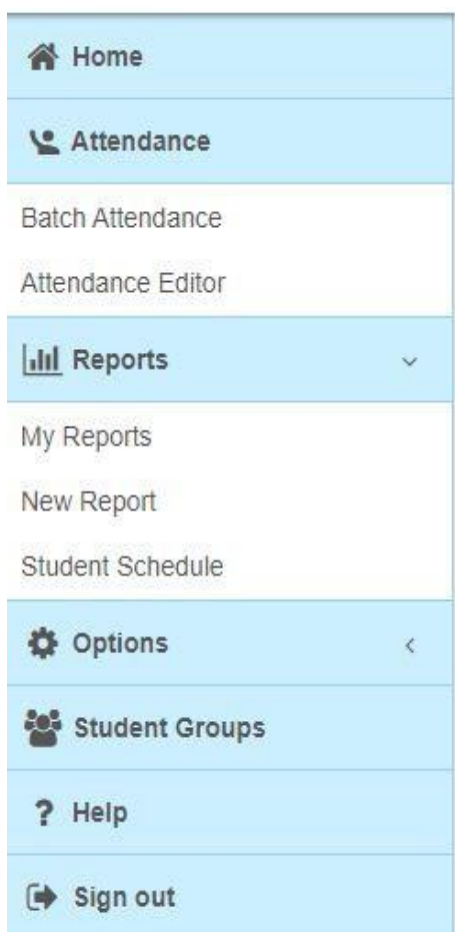 Home
Attendance
Batch Attendance
Attendance Editor
Reports
My Reports
New Report
Student Schedule
Options
Student Groups
Help
Sign out